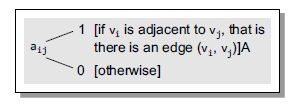 1 [if vi is adjacent to vj, that is
there is an edge (vi, vj)]A
aij
0 [otherwise]